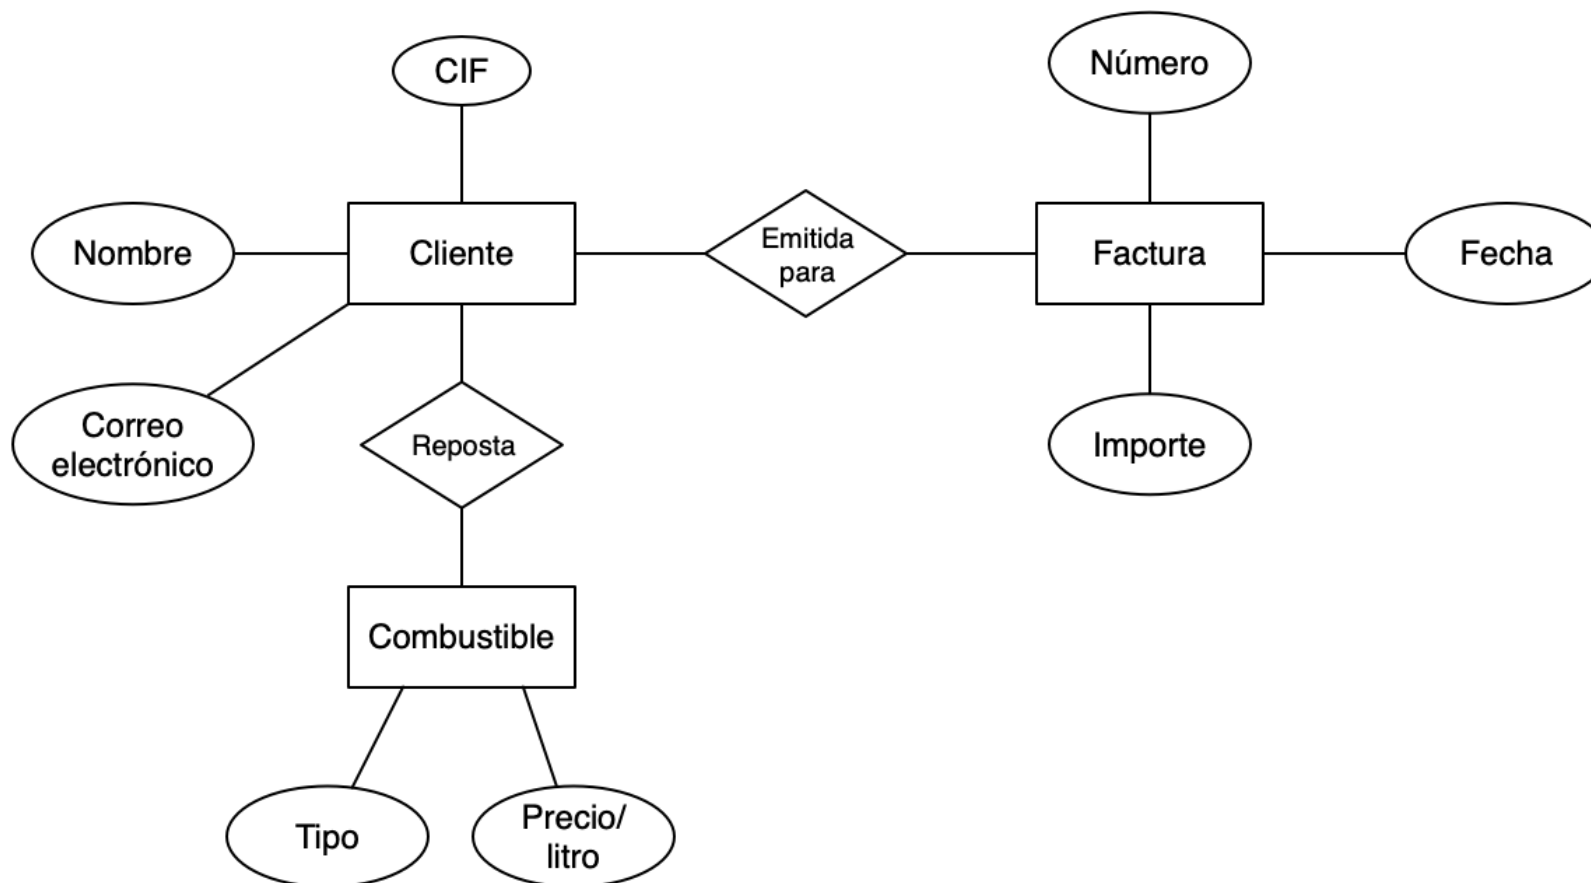 CIF
Número
Nombre
Cliente
Emitida
para
Factura
Fecha
Correo
electrónico
Reposta
Importe
Combustible
Tipo
Precio/
litro